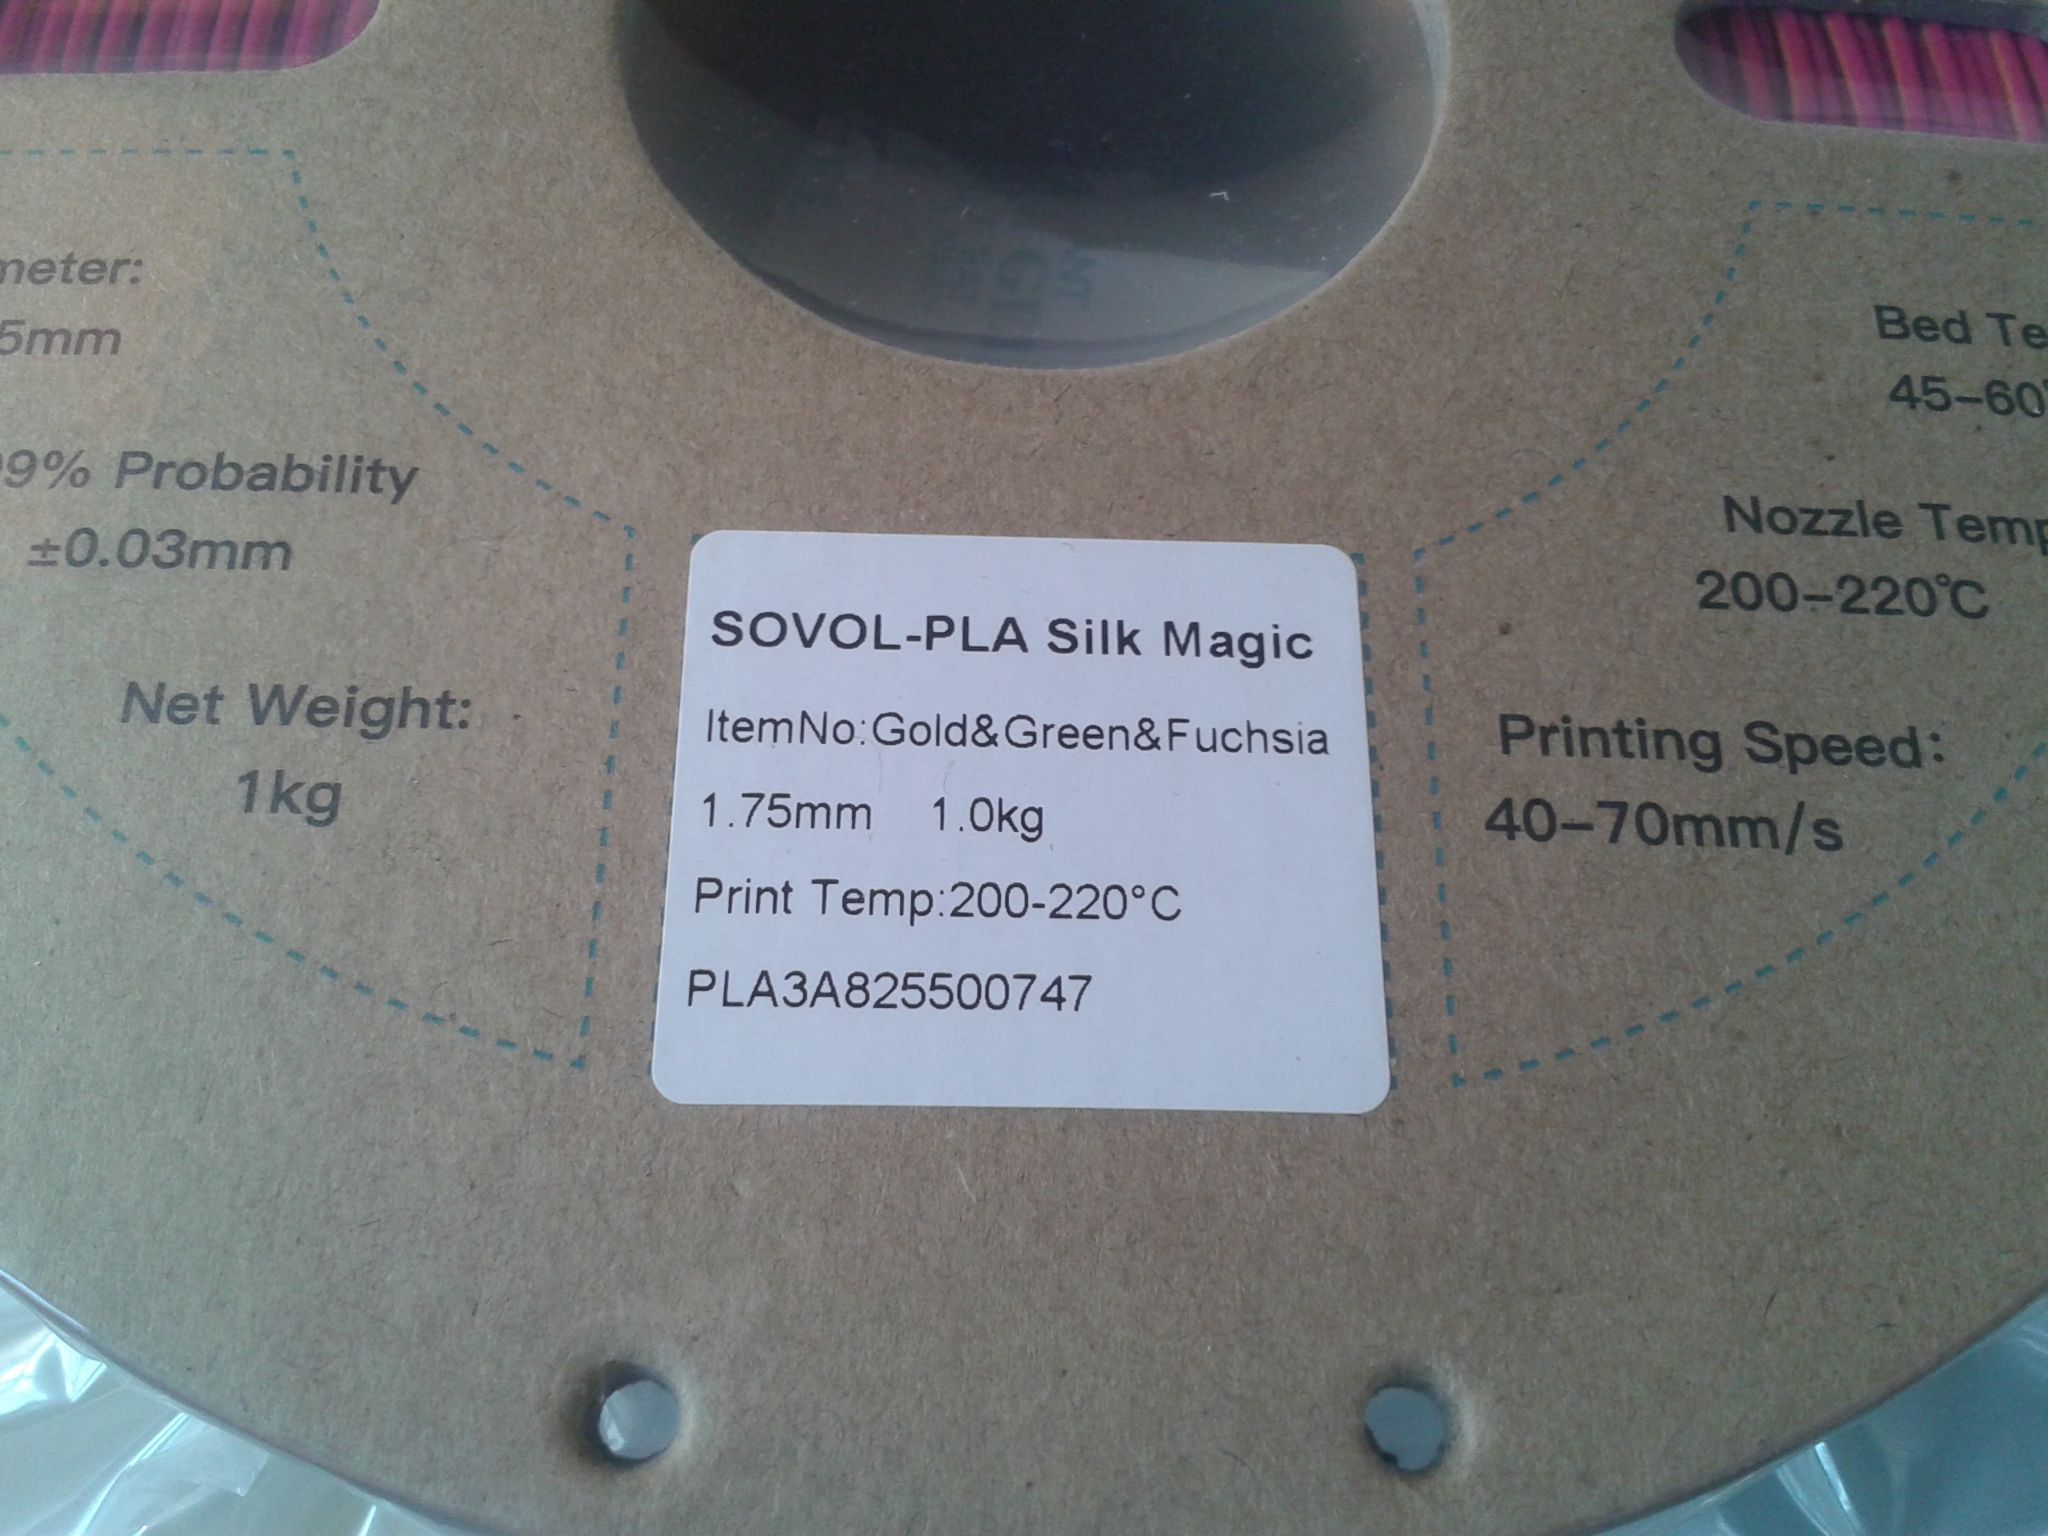 meter:
5mm
99% Probability
±0.03mm
Net Weight:
1kg
SOVOL-PLA Silk Magic
ItemNo:Gold&Green&Fuchsia
1.75mm 1.0kg
Print Temp:200-220°C
PLA3A825500747
Bed Te
45–60
Nozzle Temp
200–220℃
Printing Speed:
40–70mm/s